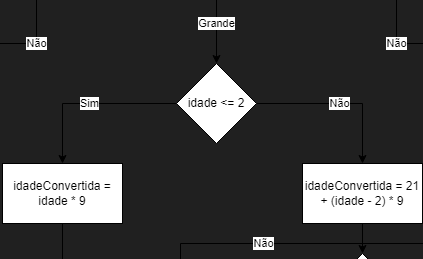 Grande
Não
Não
idade <= 2
Sim
Não
idadeConvertida =
idade * 9
idadeConvertida = 21
+ (idade - 2) * 9
Não